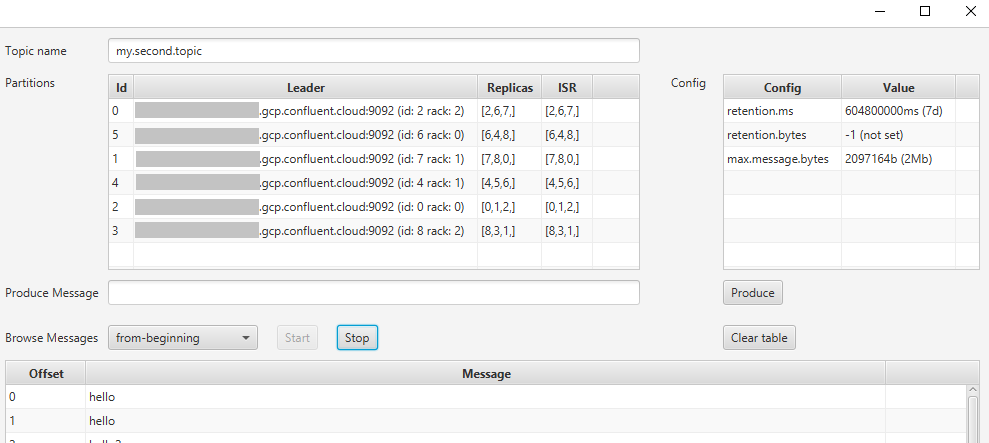 Topic name my.second.topic
Partitions Id Leader Replicas ISR Config Config Value
0 .gcp.confluent.cloud:9092 (id: 2 rack: 2) [2,6,7,] [2,6,7,] retention.ms 604800000ms (7d)
5 .gcp.confluent.cloud:9092 (id: 6 rack: 0) [6,4,8,] [6,4,8,] retention.bytes -1 (not set)
1 .gcp.confluent.cloud:9092 (id: 7 rack: 1) [7,8,0,] [7,8,0,] max.message.bytes 2097164b (2Mb)
4 .gcp.confluent.cloud:9092 (id: 4 rack: 1) [4,5,6,] [4,5,6,]
2 .gcp.confluent.cloud:9092 (id: 0 rack: 0) [0,1,2,] [0,1,2,]
3 .gcp.confluent.cloud:9092 (id: 8 rack: 2) [8,3,1,] [8,3,1,]
Produce Message Produce
Browse Messages from-beginning Start Stop Clear table
Offset Message
0 hello
1 hello